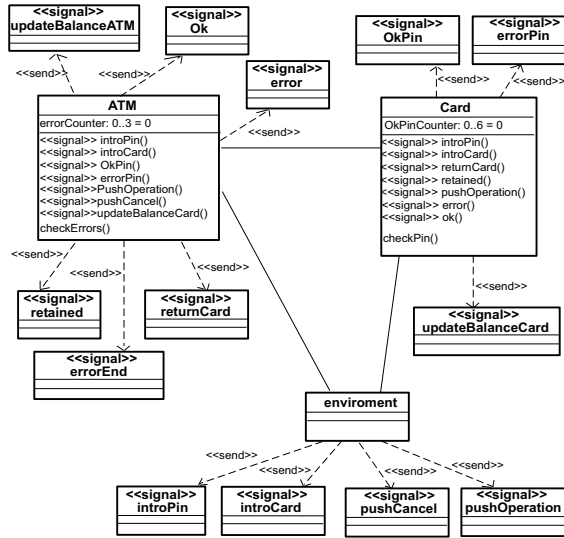 <<signal>>
updateBalanceATM
<<signal>>
Ok
<<signal>>
OkPin
<<signal>>
errorPin
<<send>>
<<send>>
<<signal>>
error
<<send>>
<<send>>
ATM
errorCounter: 0..3 = 0
<<signal>> introPin()
<<signal>> introCard()
<<signal>> OkPin()
<<signal>> errorPin()
<<signal>>PushOperation()
<<signal>>pushCancel()
<<signal>>updateBalanceCard()
checkErrors()
<<send>>
Card
OkPinCounter: 0..6 = 0
<<signal>> introPin()
<<signal>> introCard()
<<signal>> returnCard()
<<signal>> retained()
<<signal>> pushOperation()
<<signal>> error()
<<signal>> ok()
checkPin()
<<send>>
<<send>>
<<send>>
<<send>>
<<signal>>
retained
<<signal>>
returnCard
<<signal>>
updateBalanceCard
<<signal>>
errorEnd
enviroment
<<send>>
<<send>>
<<send>>
<<send>>
<<signal>>
introPin
<<signal>>
introCard
<<signal>>
pushCancel
<<signal>>
pushOperation